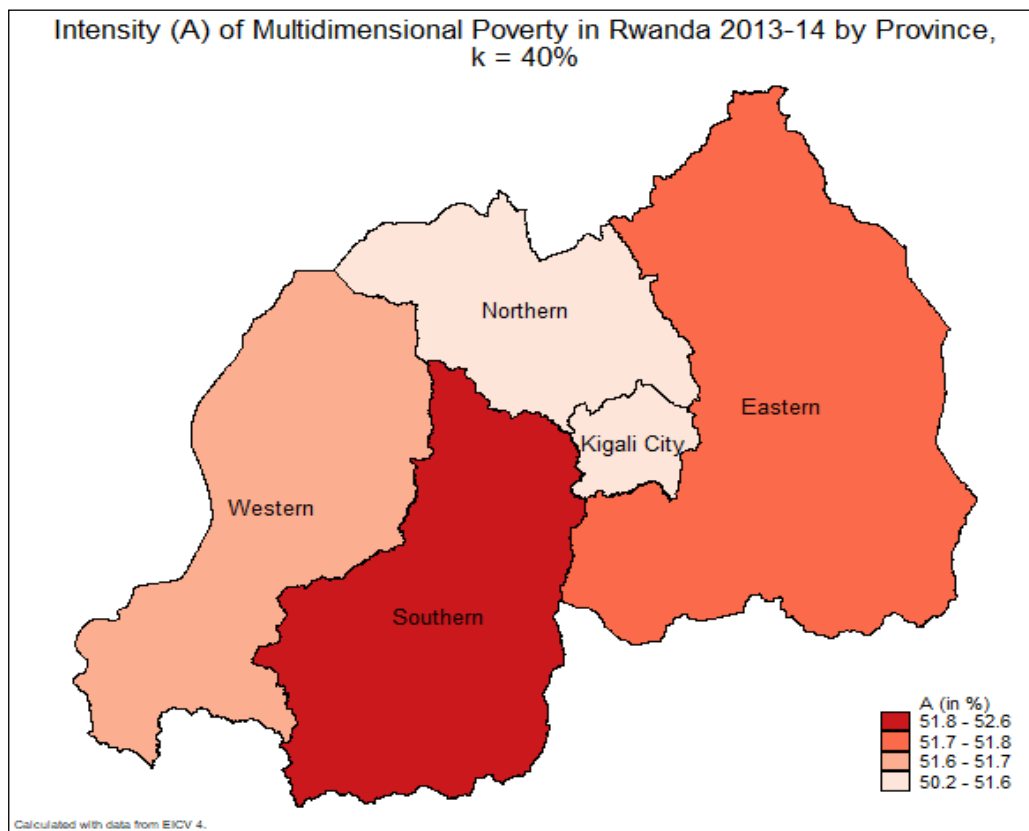 Intensity (A) of Multidimensional Poverty in Rwanda 2013-14 by Province,
k = 40%
Northern
Eastern
Kigali City
Western
Southern
A (in %)
51.8 - 52.6
51.7 - 51.8
51.6 - 51.7
50.2 - 51.6
Calculated with data from EICV 4.